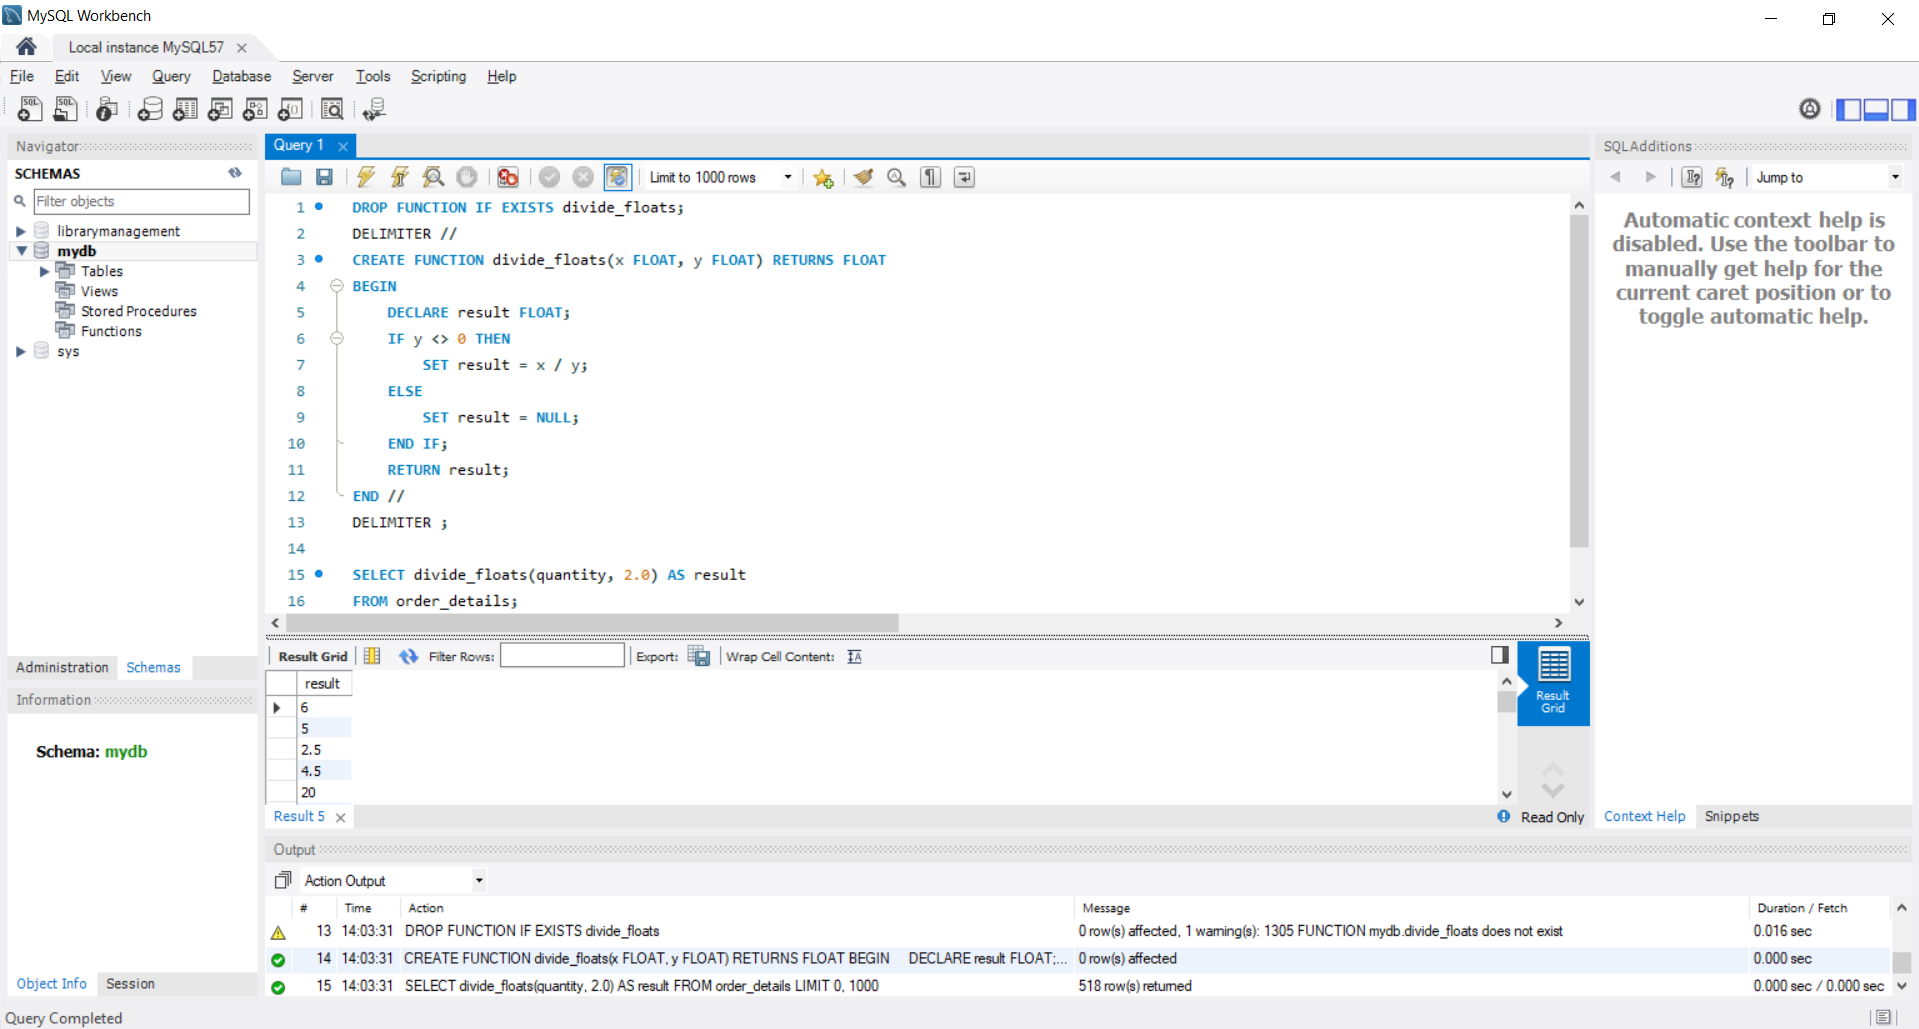 MySQL Workbench
Local instance MySQL57
File Edit View Query Database Server Tools Scripting Help
Navigator
SCHEMAS
Filter objects
librarymanagement
mydb
Tables
Views
Stored Procedures
Functions
sys
Administration Schemas
Information
Schema: mydb
Object Info Session
Query 1
Limit to 1000 rows
1 DROP FUNCTION IF EXISTS divide_floats;
2 DELIMITER //
3 CREATE FUNCTION divide_floats(x FLOAT, y FLOAT) RETURNS FLOAT
4 BEGIN
5 DECLARE result FLOAT;
6 IF y <> 0 THEN
7 SET result = x / y;
8 ELSE
9 SET result = NULL;
10 END IF;
11 RETURN result;
12 END //
13 DELIMITER ;
14
15 SELECT divide_floats(quantity, 2.0) AS result
16 FROM order_details;
Result Grid Filter Rows: Export: Wrap Cell Content:
result
6
5
2.5
4.5
20
Result Grid
Result 5
Read Only
SQLAdditions
Jump to
Automatic context help is
disabled. Use the toolbar to
manually get help for the
current caret position or to
toggle automatic help.
Context Help Snippets
Output
Action Output
# Time Action Message Duration / Fetch
13 14:03:31 DROP FUNCTION IF EXISTS divide_floats 0 row(s) affected, 1 warning(s): 1305 FUNCTION mydb.divide_floats does not exist 0.016 sec
14 14:03:31 CREATE FUNCTION divide_floats(x FLOAT, y FLOAT) RETURNS FLOAT BEGIN DECLARE result FLOAT;... 0 row(s) affected 0.000 sec
15 14:03:31 SELECT divide_floats(quantity, 2.0) AS result FROM order_details LIMIT 0, 1000 518 row(s) returned 0.000 sec / 0.000 sec
Query Completed